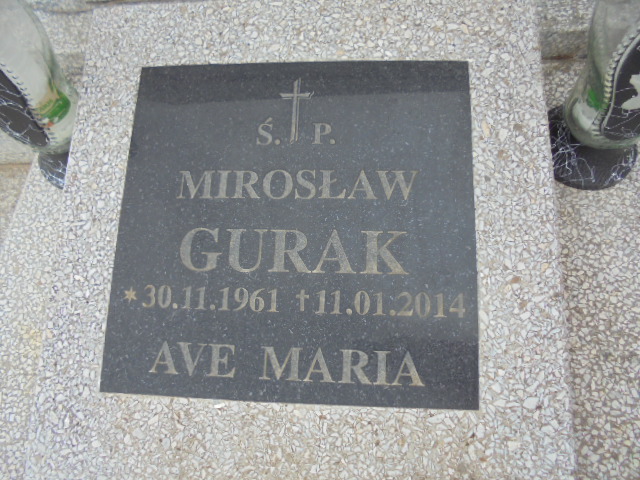 Ś. P.
MIROSŁAW
GURAK
*30.11.1961 †11.01.2014
AVE MARIA